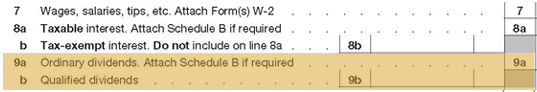 7 Wages, salaries, tips, etc. Attach Form(s) W-2 . . . . . . . . . . 7
8a Taxable interest. Attach Schedule B if required . . . . . . . . . . 8a
b Tax-exempt interest. Do not include on line 8a . . . 8b
9a Ordinary dividends. Attach Schedule B if required . . . . . . . . . . 9a
b Qualified dividends . . . . . . . . . . 9b